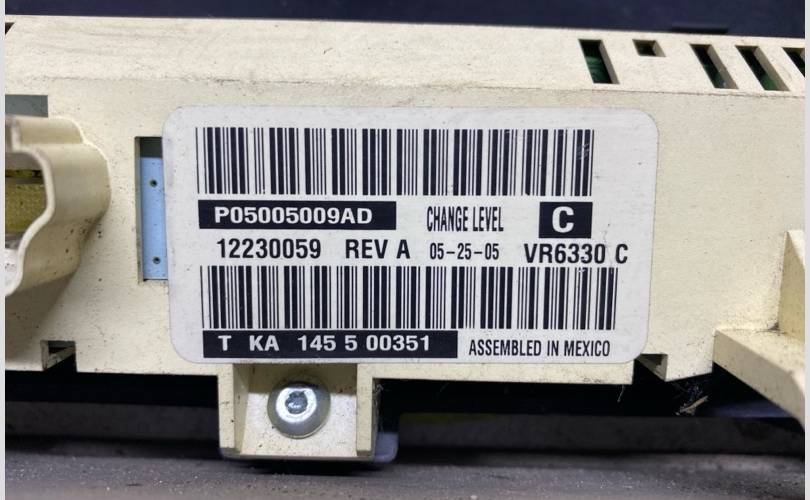 P05005009AD CHANGE LEVEL C
12230059 REV A 05-25-05 VR6330 C
T KA 145 5 00351 ASSEMBLED IN MEXICO